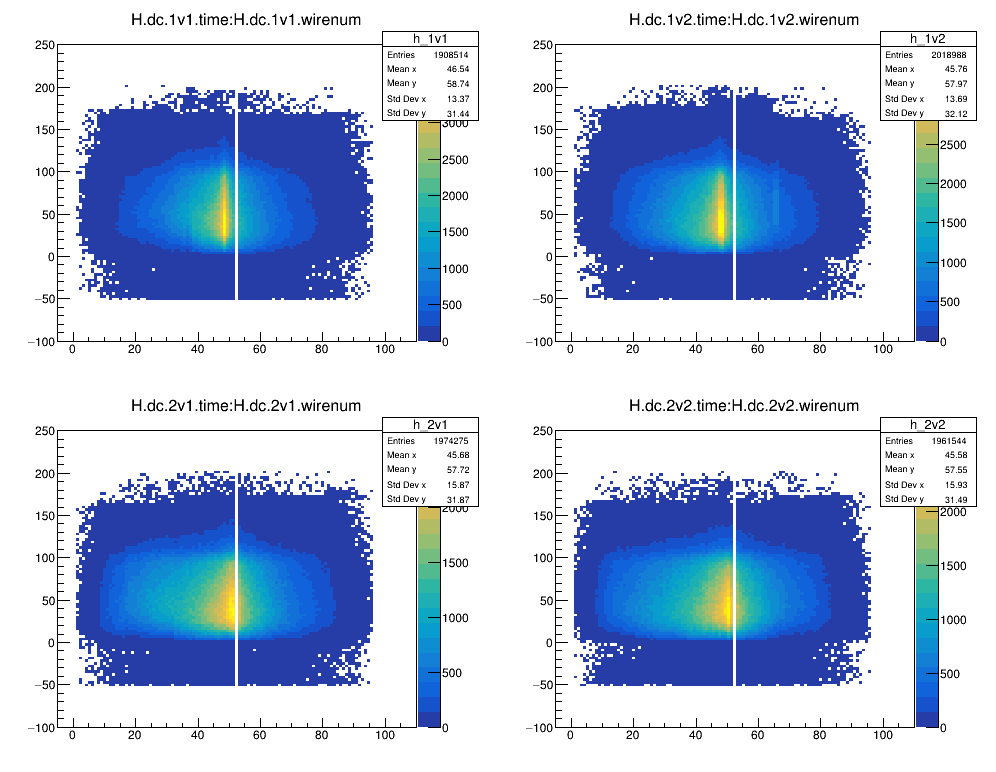 H.dc.1v1.time:H.dc.1v1.wirenum
h_1v1
Entries 1908514
Mean x 46.54
Mean y 58.74
Std Dev x 13.37
Std Dev y 31.44
250
200
150
100
50
0
−50
−100
0 20 40 60 80 100
3000
2500
2000
1500
1000
500
0
H.dc.1v2.time:H.dc.1v2.wirenum
h_1v2
Entries 2018988
Mean x 45.76
Mean y 57.97
Std Dev x 13.69
Std Dev y 32.12
250
200
150
100
50
0
−50
−100
0 20 40 60 80 100
2500
2000
1500
1000
500
0
H.dc.2v1.time:H.dc.2v1.wirenum
h_2v1
Entries 1974275
Mean x 45.68
Mean y 57.72
Std Dev x 15.87
Std Dev y 31.87
250
200
150
100
50
0
−50
−100
0 20 40 60 80 100
2000
1500
1000
500
0
H.dc.2v2.time:H.dc.2v2.wirenum
h_2v2
Entries 1961544
Mean x 45.58
Mean y 57.55
Std Dev x 15.93
Std Dev y 31.49
250
200
150
100
50
0
−50
−100
0 20 40 60 80 100
2000
1500
1000
500
0